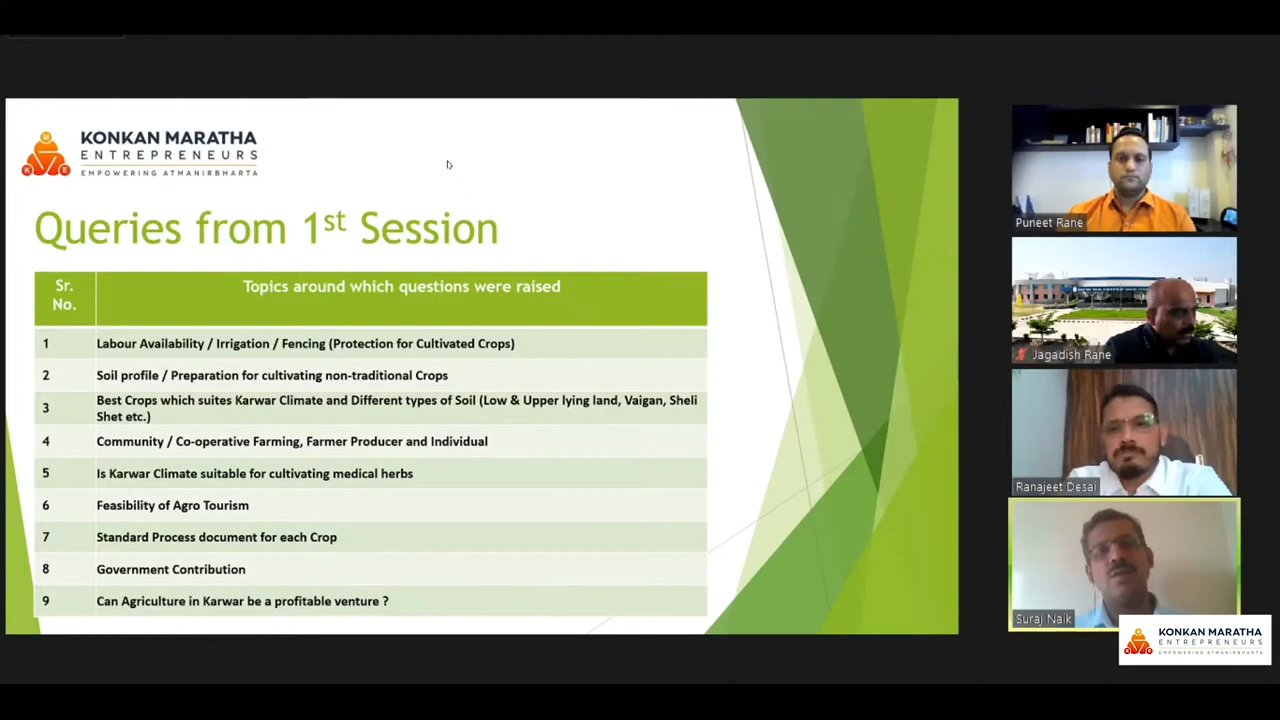 KONKAN MARATHA
ENTREPRENEURS
EMPOWERING ATMANIRBHARTA
M
K
E
Queries from 1st Session
Sr. No.
Topics around which questions were raised
1 Labour Availability / Irrigation / Fencing (Protection for Cultivated Crops)
2 Soil profile / Preparation for cultivating non-traditional Crops
3 Best Crops which suites Karwar Climate and Different types of Soil (Low & Upper lying land, Vaigan, Sheli
Shet etc.)
4 Community / Co-operative Farming, Farmer Producer and Individual
5 Is Karwar Climate suitable for cultivating medical herbs
6 Feasibility of Agro Tourism
7 Standard Process document for each Crop
8 Government Contribution
9 Can Agriculture in Karwar be a profitable venture ?
Puneet Rane
Jagadish Rane
Ranajeet Desai
Suraj Naik
KONKAN MARATHA
ENTREPRENEURS
EMPOWERING ATMANIRBHARTA